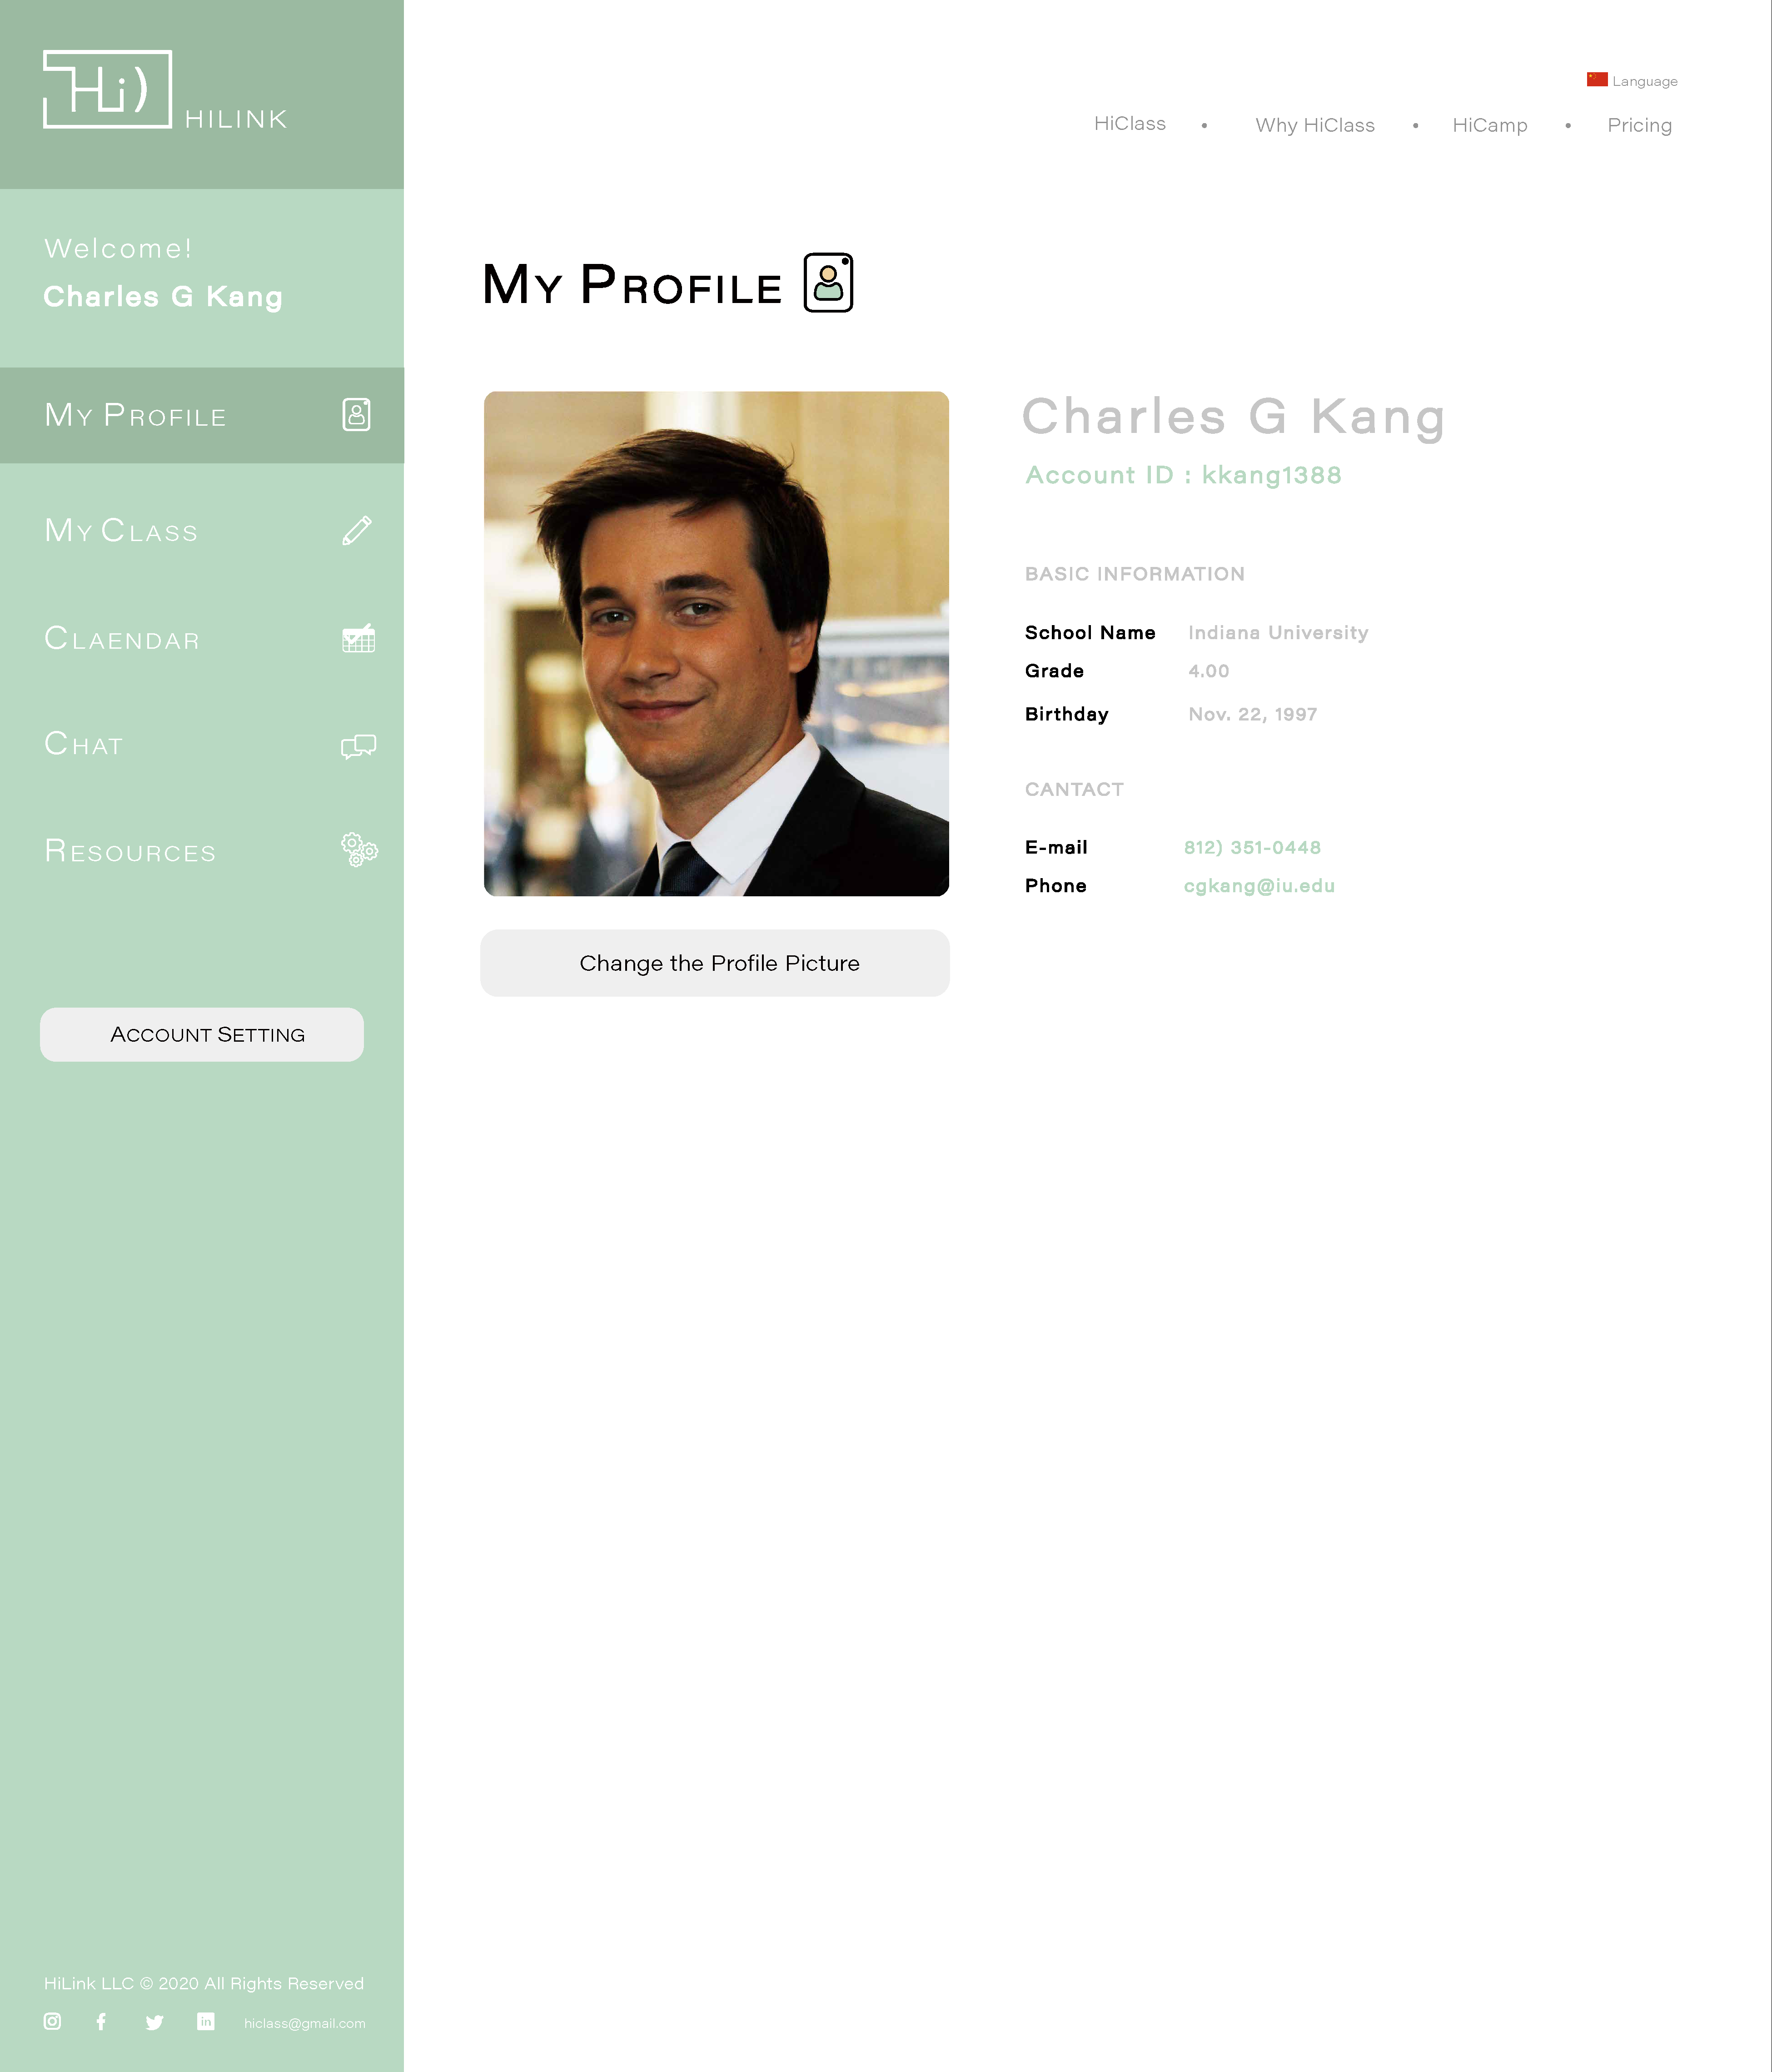 Hi)
HILINK
Language
HiClass • Why HiClass • HiCamp • Pricing
Welcome!
Charles G Kang
MY PROFILE
MY CLASS
CLAENDAR
CHAT
RESOURCES
ACCOUNT SETTING
MY PROFILE
Change the Profile Picture
Charles G Kang
Account ID : kkang1388
BASIC INFORMATION
School Name Indiana University
Grade 4.00
Birthday Nov. 22, 1997
CANTACT
E-mail 812) 351-0448
Phone cgkang@iu.edu
HiLink LLC © 2020 All Rights Reserved
in hiclass@gmail.com